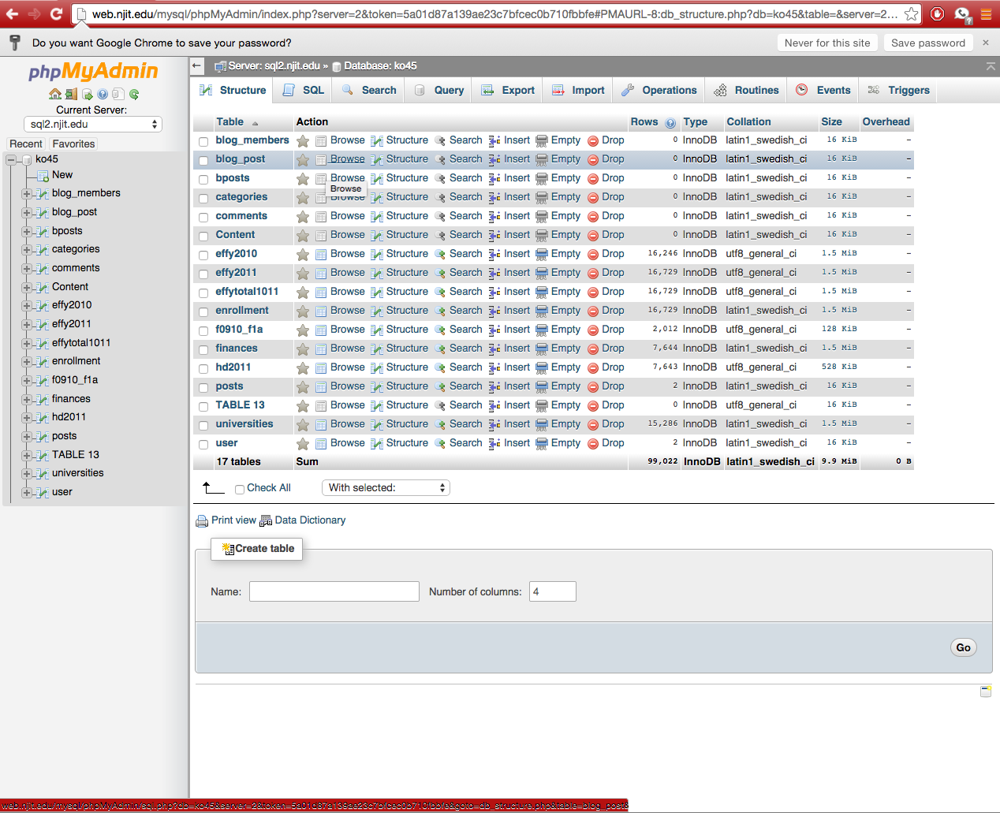 web.njit.edu/mysql/phpMyAdmin/index.php?server=2&token=5a01d87a139ae23c7bfcec0b710fbbfe#PMAURL-8:db_structure.php?db=ko45&table=&server=2...
Do you want Google Chrome to save your password? Never for this site Save password ×
phpMyAdmin
Current Server:
sql2.njit.edu
Recent Favorites
ko45
New
blog_members
blog_post
bposts
categories
comments
Content
effy2010
effy2011
effytotal1011
enrollment
f0910_f1a
finances
hd2011
posts
TABLE 13
universities
user
Server: sql2.njit.edu » Database: ko45
Structure SQL Search Query Export Import Operations Routines Events Triggers
Table Action Rows Type Collation Size Overhead
blog_members Browse Structure Search Insert Empty Drop 0 InnoDB latin1_swedish_ci 16 KiB -
blog_post Browse Structure Search Insert Empty Drop 0 InnoDB latin1_swedish_ci 16 KiB -
bposts Browse Structure Search Insert Empty Drop 0 InnoDB latin1_swedish_ci 16 KiB -
Browse
categories Browse Structure Search Insert Empty Drop 0 InnoDB latin1_swedish_ci 16 KiB -
comments Browse Structure Search Insert Empty Drop 0 InnoDB latin1_swedish_ci 16 KiB -
Content Browse Structure Search Insert Empty Drop 0 InnoDB latin1_swedish_ci 16 KiB -
effy2010 Browse Structure Search Insert Empty Drop 16,246 InnoDB utf8_general_ci 1.5 MiB -
effy2011 Browse Structure Search Insert Empty Drop 16,729 InnoDB utf8_general_ci 1.5 MiB -
effytotal1011 Browse Structure Search Insert Empty Drop 16,729 InnoDB utf8_general_ci 1.5 MiB -
enrollment Browse Structure Search Insert Empty Drop 16,729 InnoDB latin1_swedish_ci 1.5 MiB -
f0910_f1a Browse Structure Search Insert Empty Drop 2,012 InnoDB utf8_general_ci 128 KiB -
finances Browse Structure Search Insert Empty Drop 7,644 InnoDB latin1_swedish_ci 1.5 MiB -
hd2011 Browse Structure Search Insert Empty Drop 7,643 InnoDB utf8_general_ci 528 KiB -
posts Browse Structure Search Insert Empty Drop 2 InnoDB latin1_swedish_ci 16 KiB -
TABLE 13 Browse Structure Search Insert Empty Drop 0 InnoDB utf8_general_ci 16 KiB -
universities Browse Structure Search Insert Empty Drop 15,286 InnoDB latin1_swedish_ci 1.5 MiB -
user Browse Structure Search Insert Empty Drop 2 InnoDB latin1_swedish_ci 16 KiB -
17 tables Sum 99,022 InnoDB latin1_swedish_ci 9.9 MiB 0 B
Check All With selected:
Print view Data Dictionary
Create table
Name: Number of columns: 4
Go
web.njit.edu/mysql/phpMyAdmin/sql.php?db=ko45&server=2&token=5a01d87a139ae23c7bfcec0b710fbbfe&goto=db_structure.php&table=blog_post&